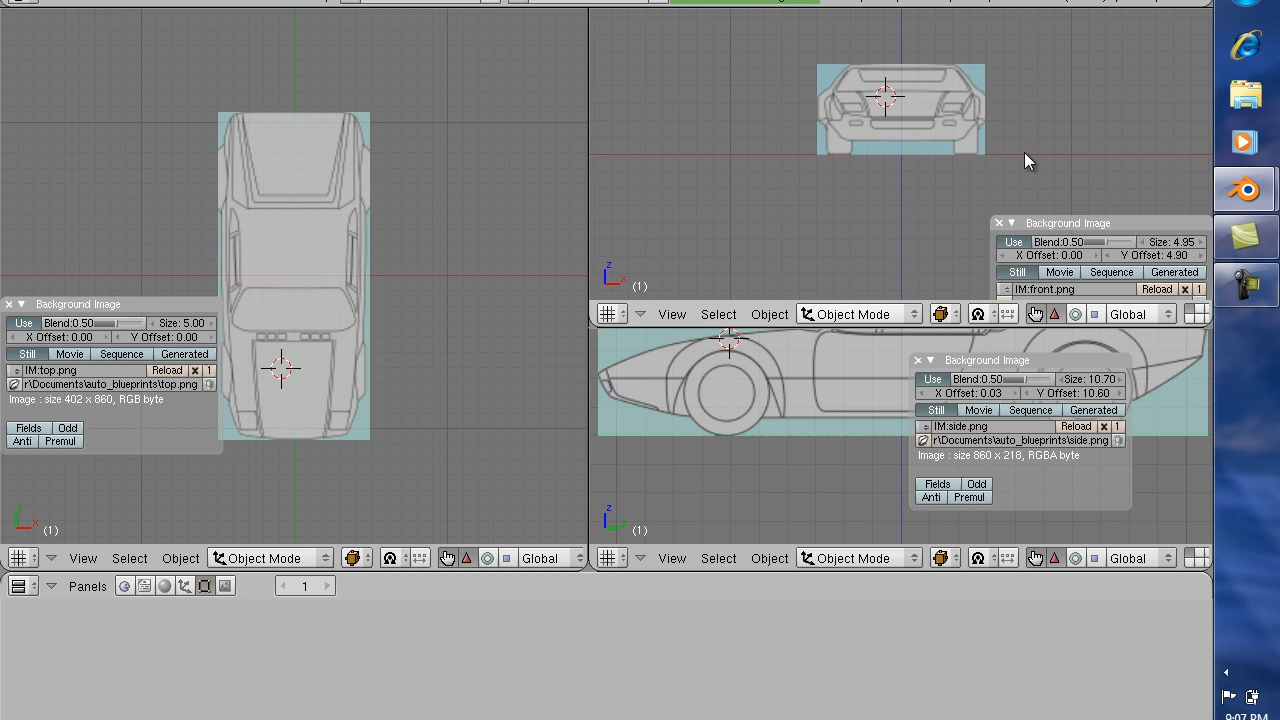 Background Image
Use Blend:0.50 Size: 5.00
X Offset: 0.00 Y Offset: 0.00
Still Movie Sequence Generated
IM:top.png Reload 1
r\Documents\auto_blueprints\top.png
Image : size 402 x 860, RGB byte
Fields Odd
Anti Premul
x
(1)
View Select Object Object Mode Global
Background Image
Use Blend:0.50 Size: 4.95
X Offset: 0.00 Y Offset: 4.90
Still Movie Sequence Generated
IM:front.png Reload 1
z
x
(1)
View Select Object Object Mode Global
Background Image
Use Blend:0.50 Size: 10.70
X Offset: 0.03 Y Offset: 10.60
Still Movie Sequence Generated
IM:side.png Reload 1
r\Documents\auto_blueprints\side.png
Image : size 860 x 218, RGBA byte
Fields Odd
Anti Premul
z
(1)
View Select Object Object Mode Global
Panels 1
9:07 PM